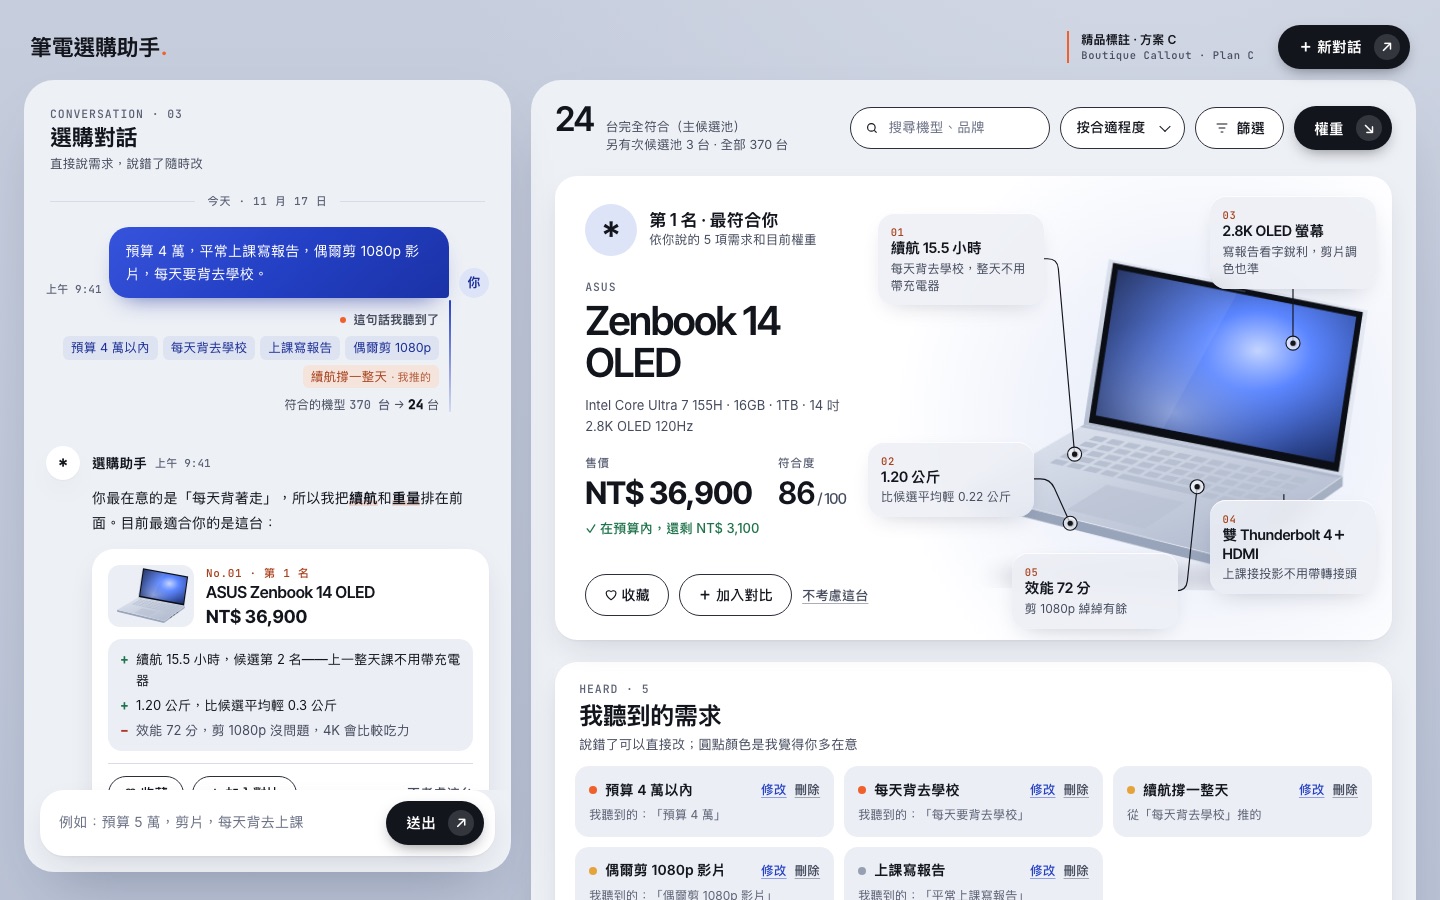 筆電選購助手.
精品標註 · 方案 C
Boutique Callout · Plan C
+ 新對話
CONVERSATION · 03
選購對話
直接說需求，說錯了隨時改
今天 · 11 月 17 日
預算 4 萬，平常上課寫報告，偶爾剪 1080p 影
片，每天要背去學校。
上午 9:41
你
這句話我聽到了
預算 4 萬以內
每天背去學校
上課寫報告
偶爾剪 1080p
續航撐一整天 · 我推的
符合的機型 370 台 → 24 台
選購助手 上午 9:41
你最在意的是「每天背著走」，所以我把續航和重量排在前
面。目前最適合你的是這台：
No.01 · 第 1 名
ASUS Zenbook 14 OLED
NT$ 36,900
+ 續航 15.5 小時，候選第 2 名——上一整天課不用帶充電
器
+ 1.20 公斤，比候選平均輕 0.3 公斤
− 效能 72 分，剪 1080p 沒問題，4K 會比較吃力
例如：預算 5 萬，剪片，每天背去上課
送出
24
台完全符合（主候選池）
另有次候選池 3 台 · 全部 370 台
搜尋機型、品牌
按合適程度
篩選
權重
第 1 名 · 最符合你
依你說的 5 項需求和目前權重
ASUS
Zenbook 14
OLED
Intel Core Ultra 7 155H · 16GB · 1TB · 14 吋
2.8K OLED 120Hz
售價
NT$ 36,900
符合度
86 / 100
✓ 在預算內，還剩 NT$ 3,100
收藏
+ 加入對比
不考慮這台
01
續航 15.5 小時
每天背去學校，整天不用
帶充電器
03
2.8K OLED 螢幕
寫報告看字銳利，剪片調
色也準
02
1.20 公斤
比候選平均輕 0.22 公斤
04
雙 Thunderbolt 4＋
HDMI
上課接投影不用帶轉接頭
05
效能 72 分
剪 1080p 綽綽有餘
HEARD · 5
我聽到的需求
說錯了可以直接改；圓點顏色是我覺得你多在意
預算 4 萬以內 修改 刪除
我聽到的：「預算 4 萬」
每天背去學校 修改 刪除
我聽到的：「每天要背去學校」
續航撐一整天 修改 刪除
從「每天背去學校」推的
偶爾剪 1080p 影片 修改 刪除
我聽到的：「偶爾剪 1080p 影片」
上課寫報告 修改 刪除
我聽到的：「平常上課寫報告」